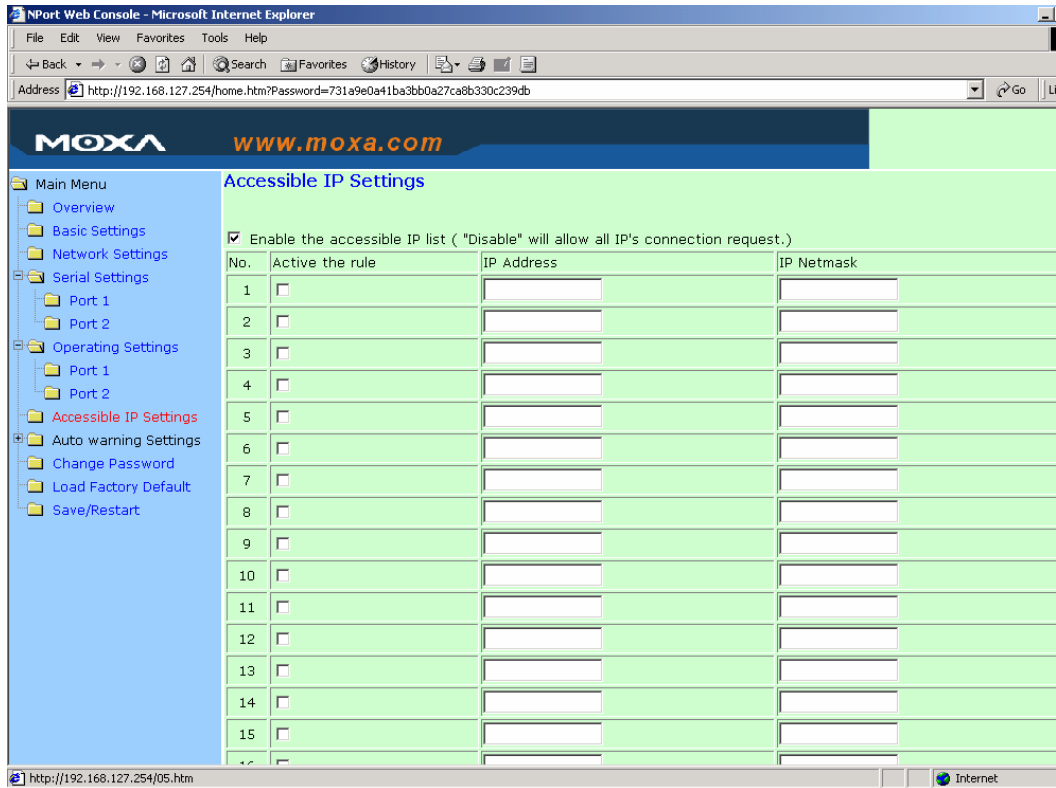 NPort Web Console - Microsoft Internet Explorer
File Edit View Favorites Tools Help
Back Search Favorites History
Address http://192.168.127.254/home.htm?Password=731a9e0a41ba3bb0a27ca8b330c239db Go Li
MOXA www.moxa.com
Main Menu
Overview
Basic Settings
Network Settings
Serial Settings
Port 1
Port 2
Operating Settings
Port 1
Port 2
Accessible IP Settings
Auto warning Settings
Change Password
Load Factory Default
Save/Restart
Accessible IP Settings
Enable the accessible IP list ( "Disable" will allow all IP's connection request.)
No. Active the rule IP Address IP Netmask
1
2
3
4
5
6
7
8
9
10
11
12
13
14
15
16
http://192.168.127.254/05.htm Internet